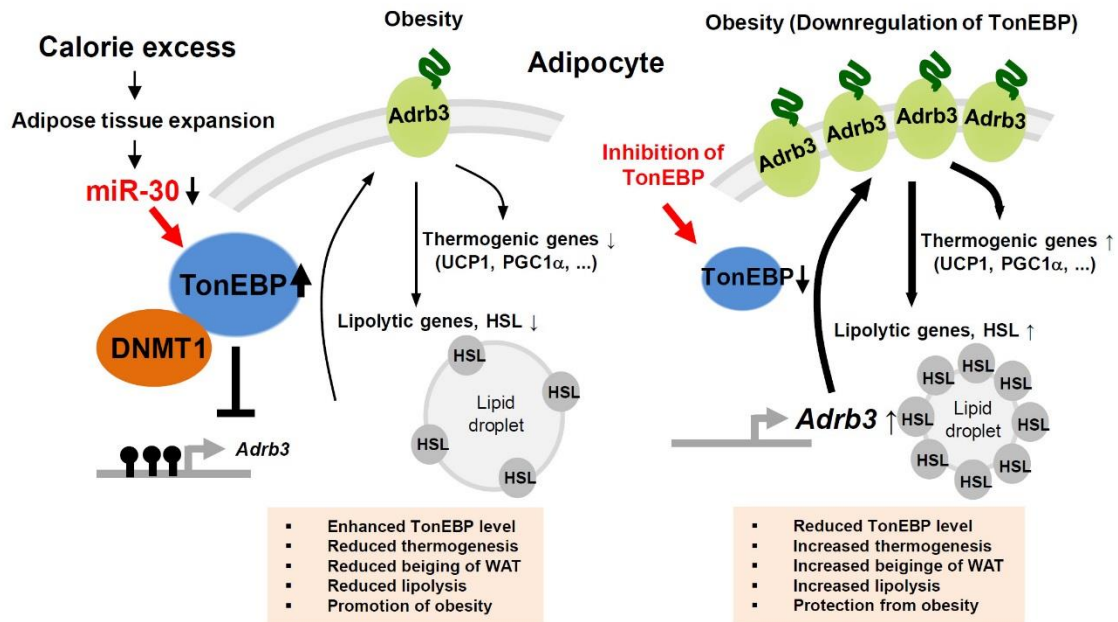 Obesity
Calorie excess
Adipose tissue expansion
miR-30 ↓
TonEBP
DNMT1
Adrb3
Adipocyte
Adrb3
Thermogenic genes ↓
(UCP1, PGC1α, ...)
Lipolytic genes, HSL ↓
HSL
HSL
HSL
HSL
Lipid
droplet
▪ Enhanced TonEBP level
▪ Reduced thermogenesis
▪ Reduced beiging of WAT
▪ Reduced lipolysis
▪ Promotion of obesity
Obesity (Downregulation of TonEBP)
Adrb3
Adrb3
Adrb3
Adrb3
Inhibition of
TonEBP
TonEBP
Thermogenic genes ↑
(UCP1, PGC1α, ...)
Lipolytic genes, HSL ↑
Adrb3 ↑
HSL
HSL
HSL
HSL
HSL
HSL
HSL
HSL
Lipid
droplet
▪ Reduced TonEBP level
▪ Increased thermogenesis
▪ Increased beiginge of WAT
▪ Increased lipolysis
▪ Protection from obesity